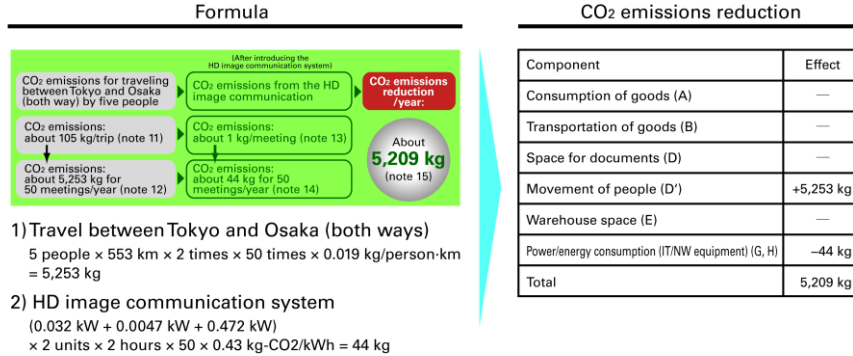 Formula
(After introducing the
HD image communication system)
CO2 emissions for traveling
between Tokyo and Osaka
(both way) by five people
CO2 emissions from the HD
image communication
CO2 emissions
reduction
/year:
CO2 emissions:
about 105 kg/trip (note 11)
CO2 emissions:
about 1 kg/meeting (note 13)
CO2 emissions:
about 5,253 kg for
50 meetings/year (note 12)
CO2 emissions:
about 44 kg for 50
meetings/year (note 14)
About
5,209 kg
(note 15)
1) Travel between Tokyo and Osaka (both ways)
5 people × 553 km × 2 times × 50 times × 0.019 kg/person·km
= 5,253 kg
2) HD image communication system
(0.032 kW + 0.0047 kW + 0.472 kW)
× 2 units × 2 hours × 50 × 0.43 kg-CO2/kWh = 44 kg
CO2 emissions reduction
Component Effect
Consumption of goods (A) —
Transportation of goods (B) —
Space for documents (D) —
Movement of people (D′) +5,253 kg
Warehouse space (E) —
Power/energy consumption (IT/NW equipment) (G, H) –44 kg
Total 5,209 kg